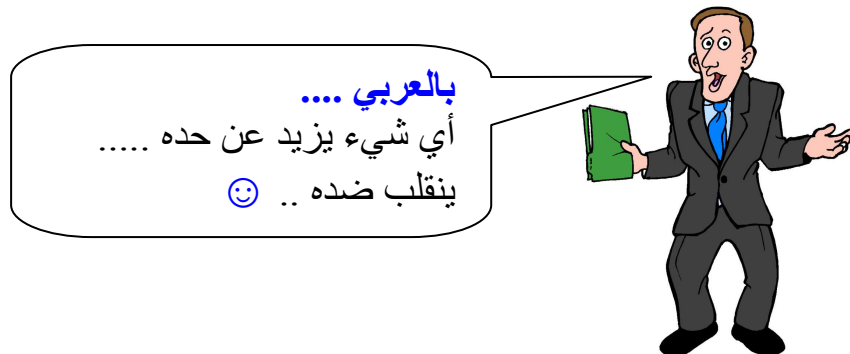 بالعربي ....
أي شيء يزيد عن حده .....
ينقلب ضده .. ☺